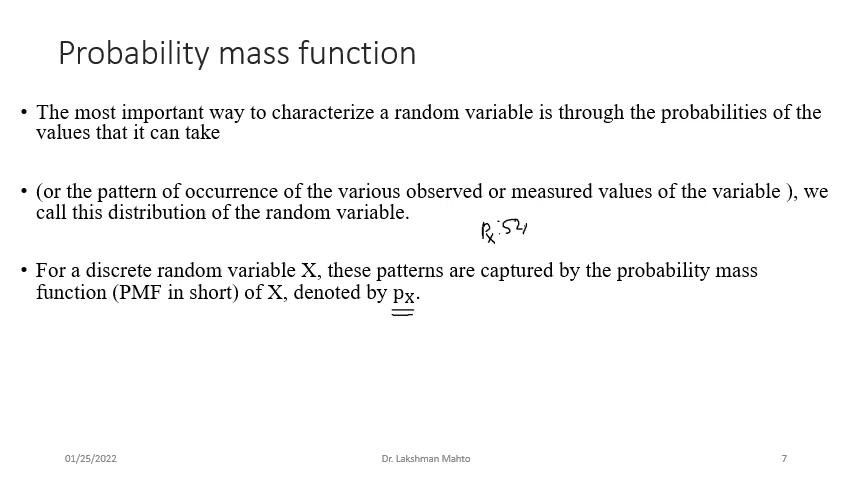 Probability mass function
• The most important way to characterize a random variable is through the probabilities of the
values that it can take
• (or the pattern of occurrence of the various observed or measured values of the variable ), we
call this distribution of the random variable.
• For a discrete random variable X, these patterns are captured by the probability mass
function (PMF in short) of X, denoted by pX.
01/25/2022
Dr. Lakshman Mahto
7